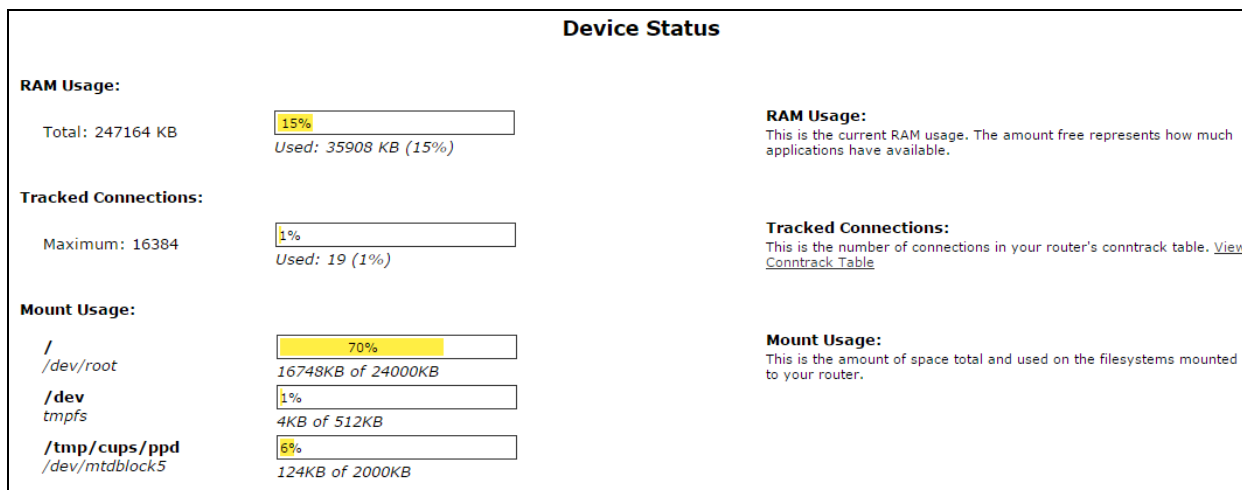 Device Status
RAM Usage:
Total: 247164 KB
15%
Used: 35908 KB (15%)
RAM Usage:
This is the current RAM usage. The amount free represents how much
applications have available.
Tracked Connections:
Maximum: 16384
1%
Used: 19 (1%)
Tracked Connections:
This is the number of connections in your router's conntrack table. View
Conntrack Table
Mount Usage:
/
/dev/root
70%
16748KB of 24000KB
/dev
tmpfs
1%
4KB of 512KB
/tmp/cups/ppd
/dev/mtdblock5
6%
124KB of 2000KB
Mount Usage:
This is the amount of space total and used on the filesystems mounted
to your router.